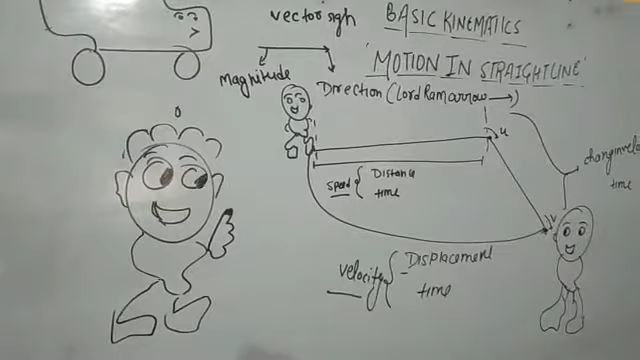 vector sign
BASIC KINEMATICS
'MOTION IN STRAIGHTLINE'
magnitude
Direction (Lord Ram arrow →)
u
speed { Distance
time
change in velo
time
v
velocity { Displacement
time